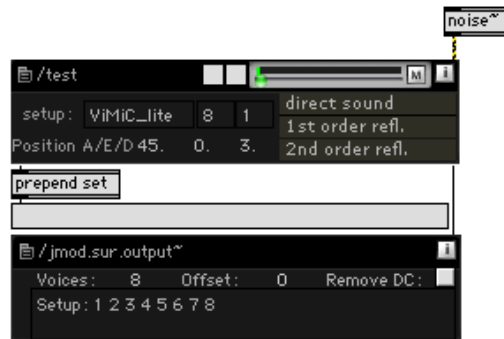 noise~
/test
M
i
setup: ViMiC_lite 8 1
direct sound
1st order refl.
2nd order refl.
Position A/E/D 45. 0. 3.
prepend set
/jmod.sur.output~
i
Voices: 8 Offset: 0 Remove DC:
Setup: 1 2 3 4 5 6 7 8